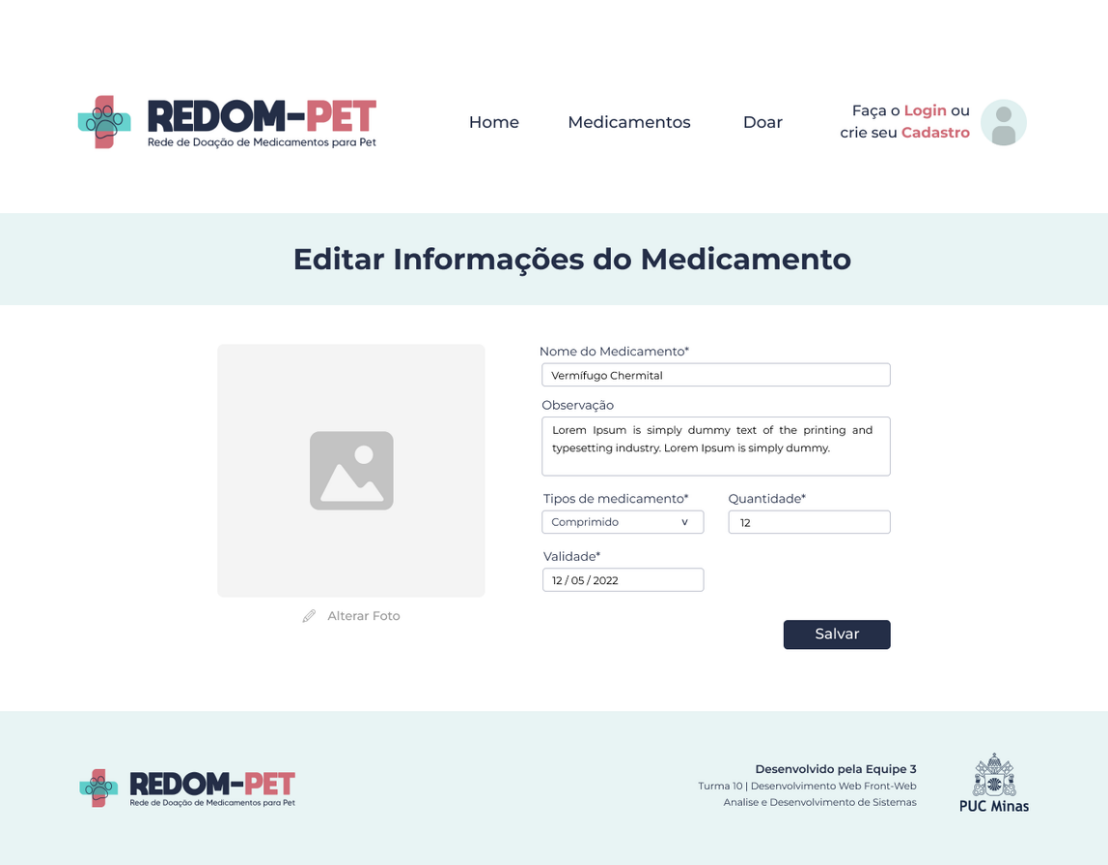 REDOM-PET
Rede de Doação de Medicamentos para Pet
Home
Medicamentos
Doar
Faça o Login ou
crie seu Cadastro
Editar Informações do Medicamento
Nome do Medicamento*
Vermífugo Chermital
Observação
Lorem Ipsum is simply dummy text of the printing and
typesetting industry. Lorem Ipsum is simply dummy.
Tipos de medicamento*
Quantidade*
Comprimido v
12
Validade*
12 / 05 / 2022
Alterar Foto
Salvar
REDOM-PET
Rede de Doação de Medicamentos para Pet
Desenvolvido pela Equipe 3
Turma 10 | Desenvolvimento Web Front-Web
Analise e Desenvolvimento de Sistemas
PUC Minas